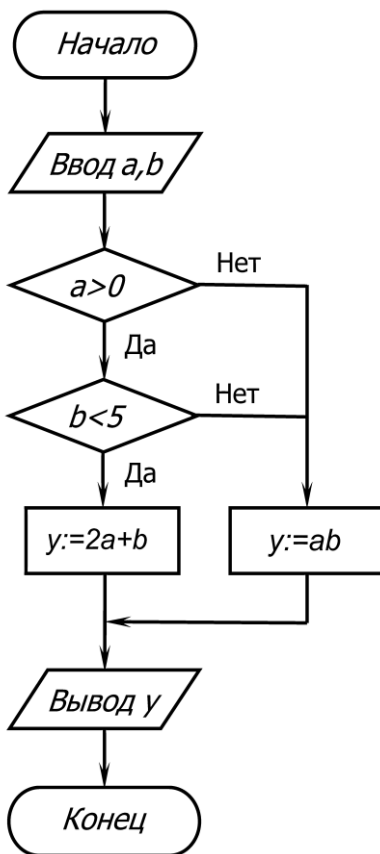 Начало
Ввод a,b
a>0
Нет
Да
b<5
Нет
Да
y:=2a+b
y:=ab
Вывод y
Конец